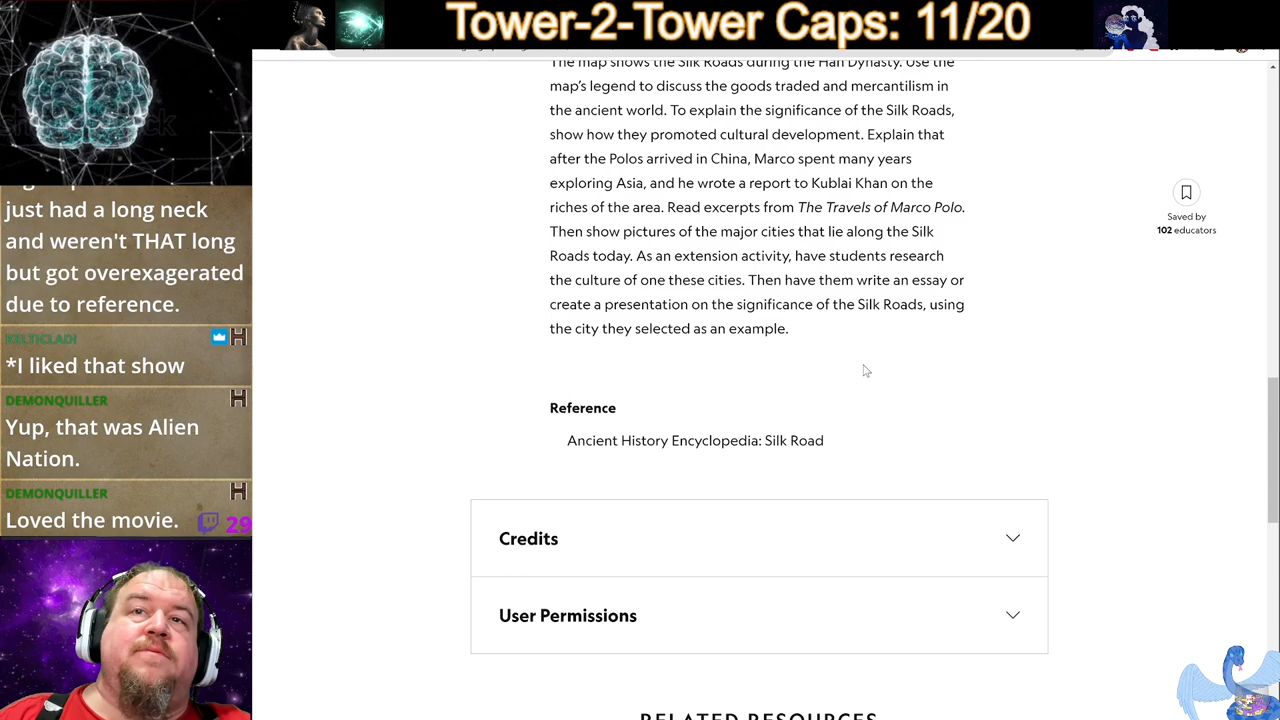 Tower-2-Tower Caps: 11/20
just had a long neck
and weren't THAT long
but got overexagerated
due to reference.
KELTICLADI
*I liked that show
DEMONQUILLER
Yup, that was Alien
Nation.
DEMONQUILLER
Loved the movie.
29
The map shows the Silk Roads during the Han Dynasty. Use the
map's legend to discuss the goods traded and mercantilism in
the ancient world. To explain the significance of the Silk Roads,
show how they promoted cultural development. Explain that
after the Polos arrived in China, Marco spent many years
exploring Asia, and he wrote a report to Kublai Khan on the
riches of the area. Read excerpts from The Travels of Marco Polo.
Then show pictures of the major cities that lie along the Silk
Roads today. As an extension activity, have students research
the culture of one these cities. Then have them write an essay or
create a presentation on the significance of the Silk Roads, using
the city they selected as an example.
Reference
Ancient History Encyclopedia: Silk Road
Credits
User Permissions
RELATED RESOURCES
Saved by
102 educators